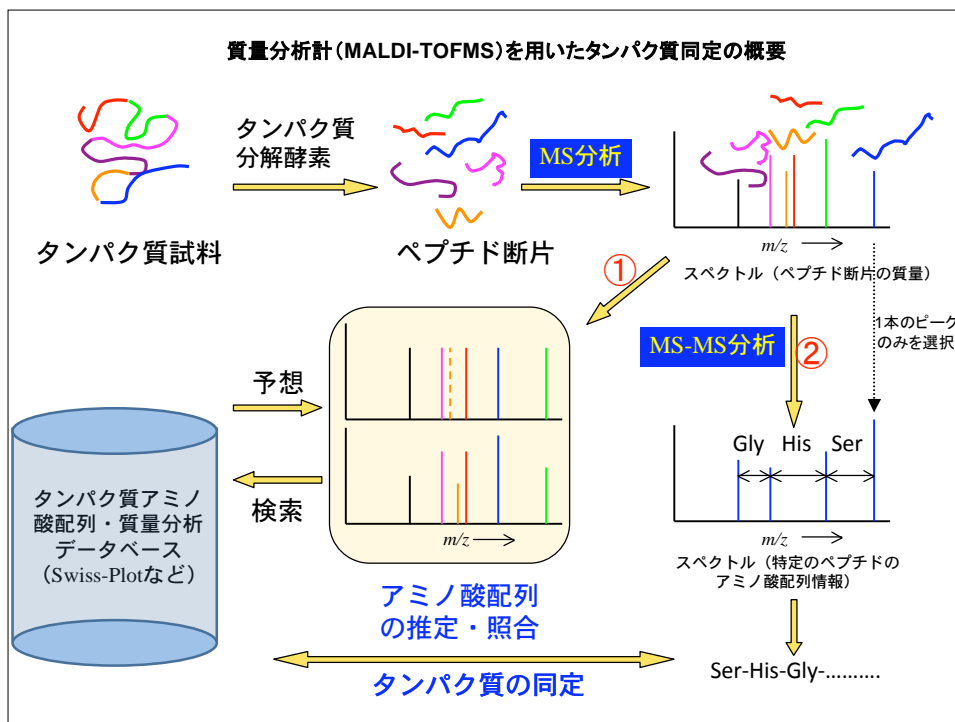 質量分析計(MALDI-TOFMS)を用いたタンパク質同定の概要
タンパク質
分解酵素
MS分析
タンパク質試料
ペプチド断片
m/z
スペクトル（ペプチド断片の質量）
①
1本のピーク
のみを選択
MS-MS分析
②
予想
検索
m/z
タンパク質アミノ
酸配列・質量分析
データベース
（Swiss-Plotなど）
Gly His Ser
m/z
スペクトル（特定のペプチドの
アミノ酸配列情報）
アミノ酸配列
の推定・照合
タンパク質の同定
Ser-His-Gly-..........